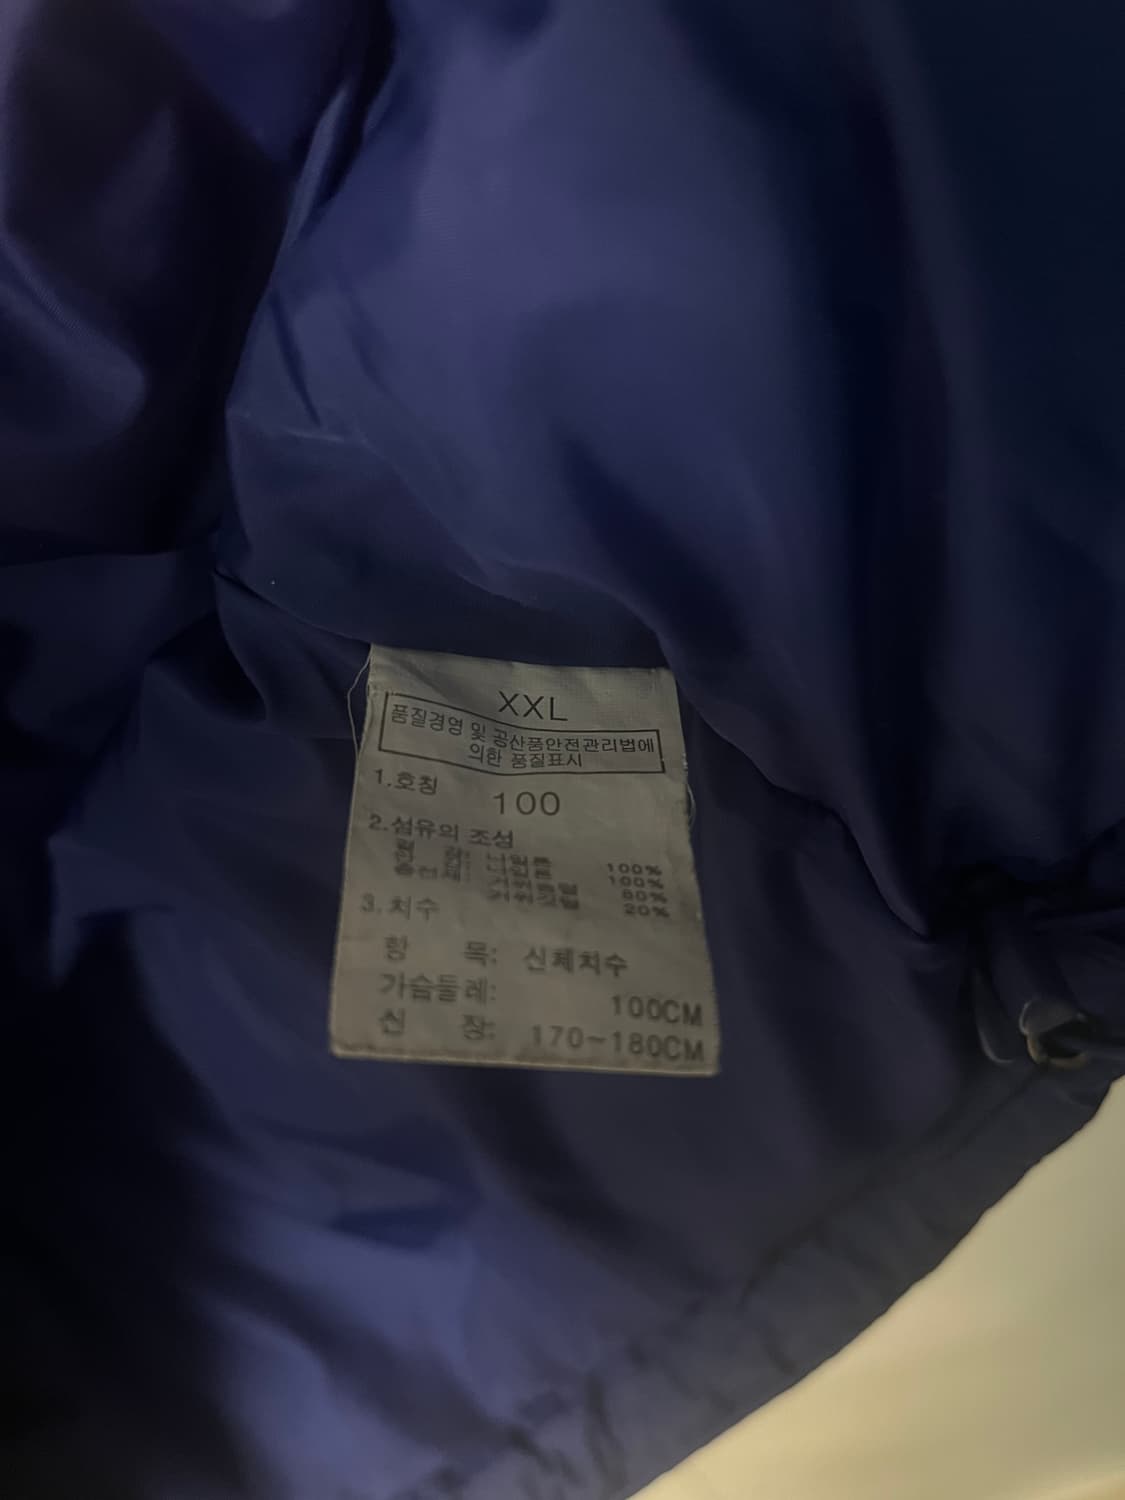 XXL
품질경영 및 공산품안전관리법에
의한 품질표시
1.호칭 100
2.섬유의 조성
100%
100%
80%
20%
3.치수
항 목: 신체치수
가슴둘레: 100CM
신 장: 170~180CM